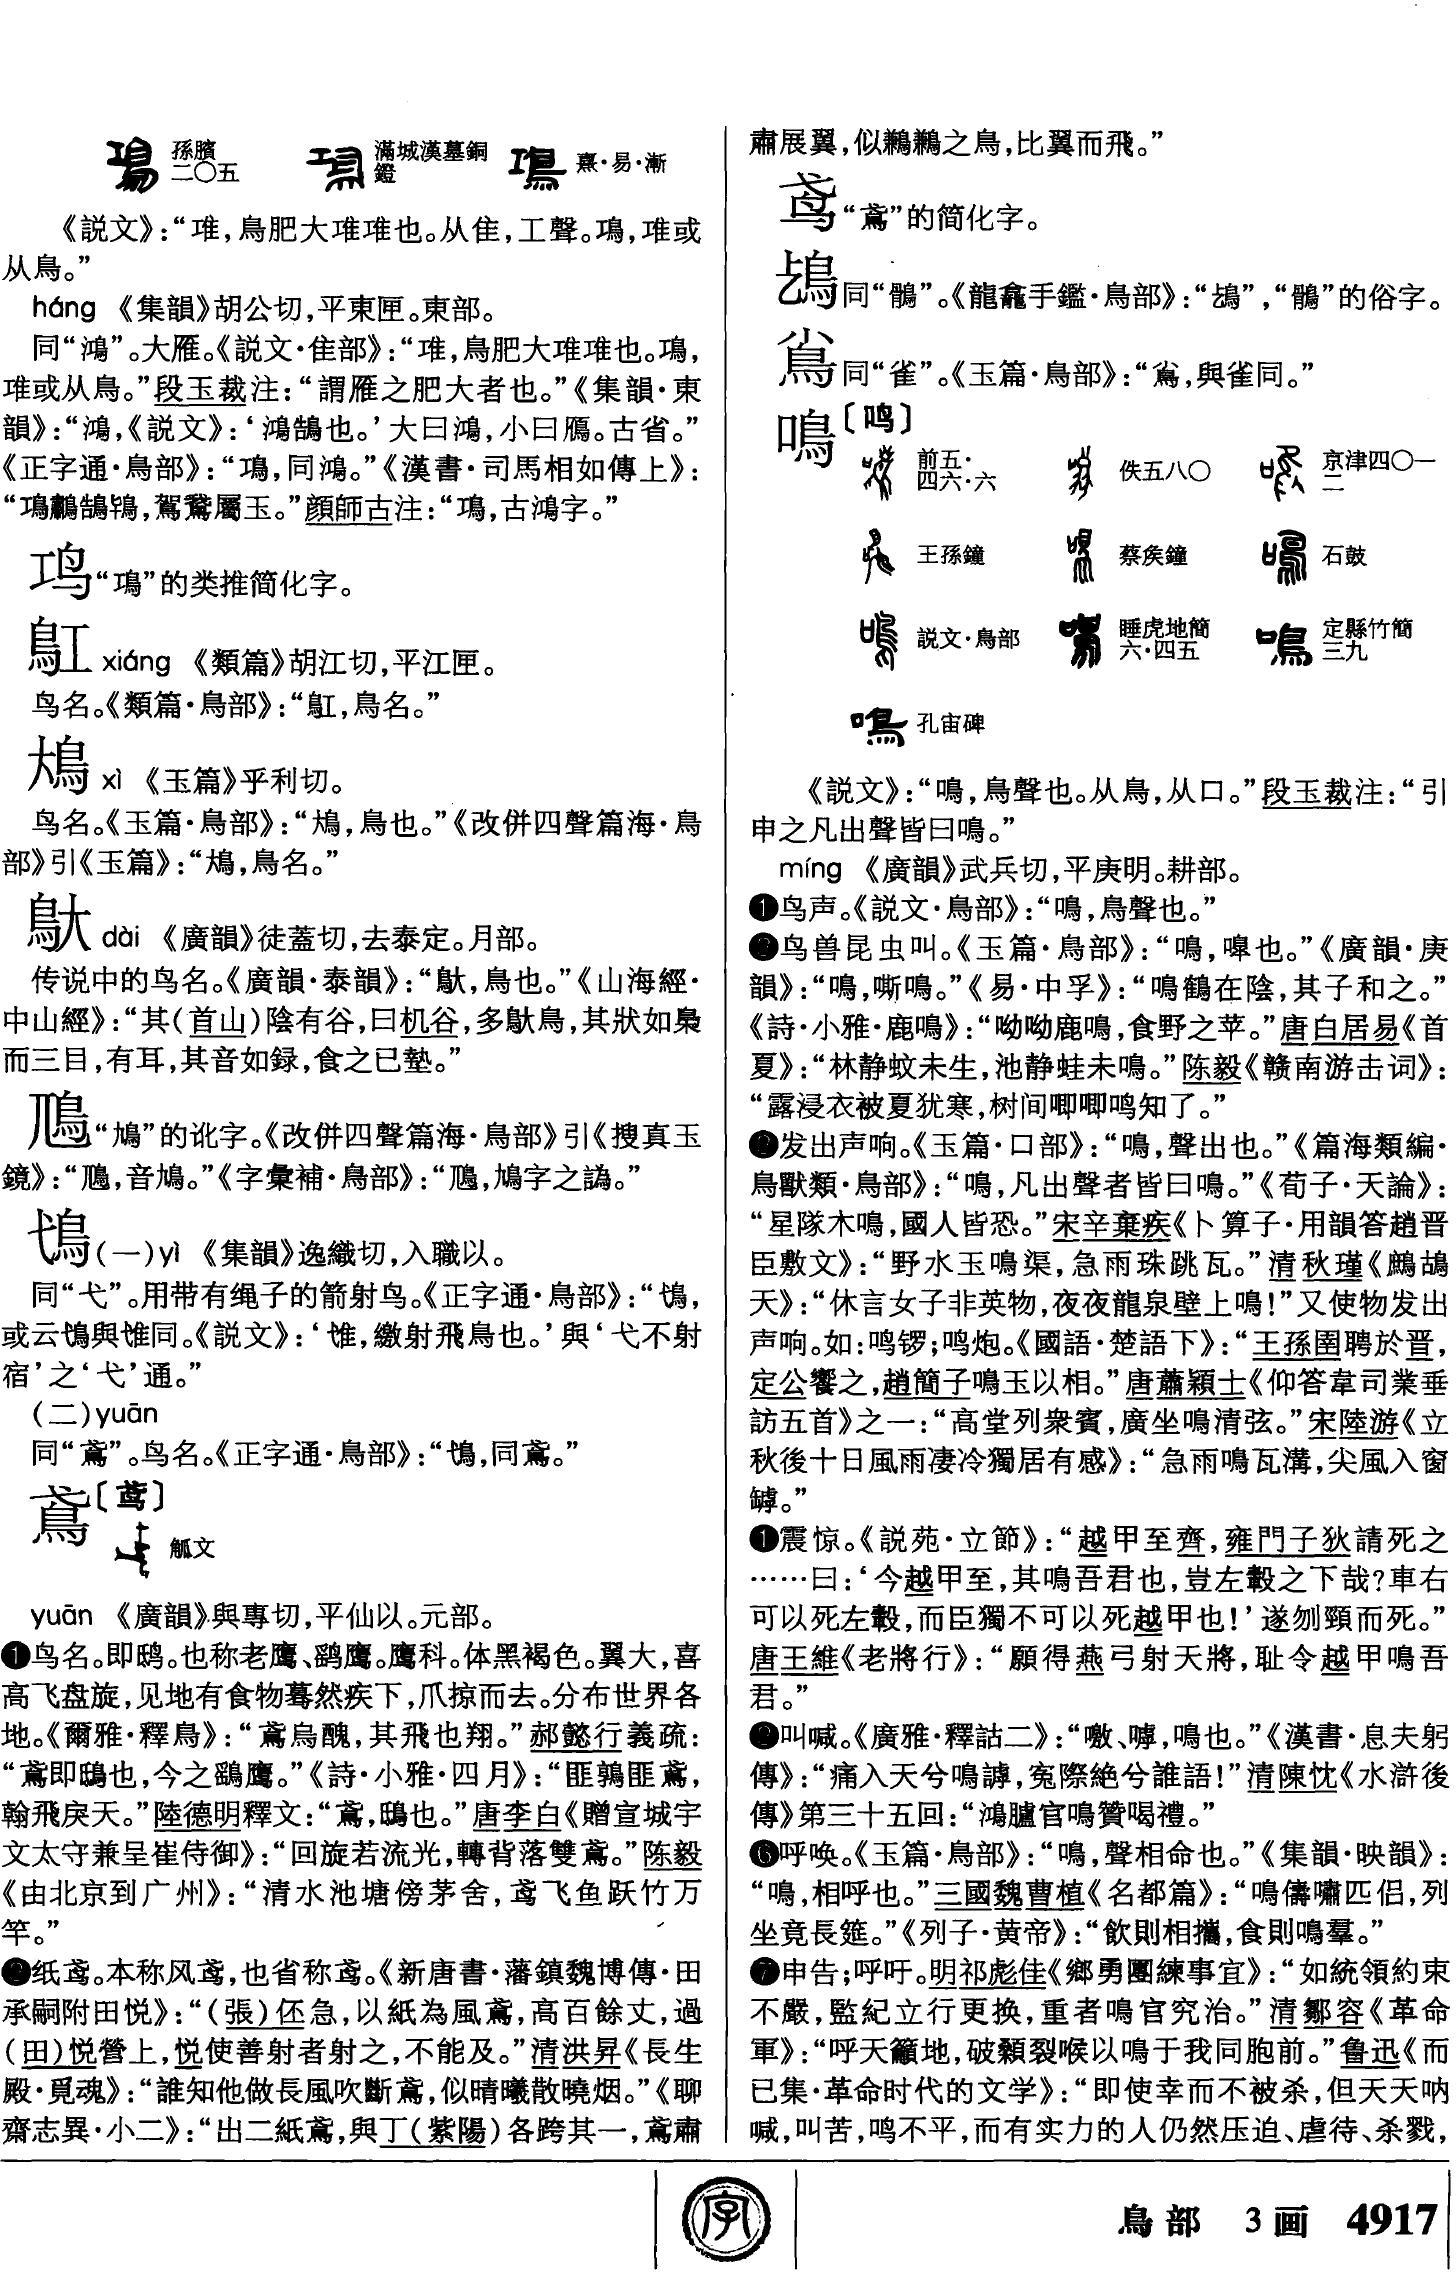 孫臏
二〇五
滿城漢墓銅
鐙
熹·易·漸
《説文》：“琟，鳥肥大琟琟也。从隹，工聲。鳿，琟或
从鳥。”
háng 《集韻》胡公切，平東匣。東部。
同“鴻”。大雁。《説文·隹部》：“琟，鳥肥大琟琟也。鳿，
琟或从鳥。”段玉裁注：“謂雁之肥大者也。”《集韻·東
韻》：“鴻，《説文》：‘鴻鵠也。’大曰鴻，小曰鴈。古省。”
《正字通·鳥部》：“鳿，同鴻。”《漢書·司馬相如傳上》：
“鳿鷫鵠鴇，駕鵞屬玉。”顔師古注：“鳿，古鴻字。”
“鳿”的类推简化字。
xiáng 《類篇》胡江切，平江匣。
鸟名。《類篇·鳥部》：“䲨，鳥名。”
xì 《玉篇》乎利切。
鸟名。《玉篇·鳥部》：“，鳥也。”《改併四聲篇海·鳥
部》引《玉篇》：“，鳥名。”
dài 《廣韻》徒蓋切，去泰定。月部。
传说中的鸟名。《廣韻·泰韻》：“䲦，鳥也。”《山海經·
中山經》：“其（首山）陰有谷，曰机谷，多䲦鳥，其狀如梟
而三目，有耳，其音如録，食之已墊。”
“鳩”的讹字。《改併四聲篇海·鳥部》引《搜真玉
鏡》：“，音鳩。”《字彙補·鳥部》：“，鳩字之譌。”
鳶(一)yì 《集韻》逸織切，入職以。
同“弋”。用带有绳子的箭射鸟。《正字通·鳥部》：“，
或云與隿同。《説文》：‘隿，繳射飛鳥也。’與‘弋不射
宿’之‘弋’通。”
(二)yuān
同“鳶”。鸟名。《正字通·鳥部》：“，同鳶。”
鳶〔鸢〕
觚文
yuān 《廣韻》與專切，平仙以。元部。
❶鸟名。即鸱。也称老鹰、鹞鹰。鹰科。体黑褐色。翼大，喜
高飞盘旋，见地有食物蓦然疾下，爪掠而去。分布世界各
地。《爾雅·釋鳥》：“鳶烏醜，其飛也翔。”郝懿行義疏：
“鳶即鴟也，今之鷂鷹。”《詩·小雅·四月》：“匪鶉匪鳶，
翰飛戾天。”陸德明釋文：“鳶，鴟也。”唐李白《贈宣城宇
文太守兼呈崔侍御》：“回旋若流光，轉背落雙鳶。”陈毅
《由北京到广州》：“清水池塘傍茅舍，鸢飞鱼跃竹万
竿。”
❷纸鸢。本称风鸢，也省称鸢。《新唐書·藩鎮魏博傳·田
承嗣附田悦》：“（張）伾急，以紙為風鳶，高百餘丈，過
（田）悦營上，悦使善射者射之，不能及。”清洪昇《長生
殿·覓魂》：“誰知他做長風吹斷鳶，似晴曦散曉烟。”《聊
齋志異·小二》：“出二紙鳶，與丁（紫陽）各跨其一，鳶肅
肅展翼，似鶼鶼之鳥，比翼而飛。”
鸢“鳶”的简化字。
同“鶻”。《龍龕手鑑·鳥部》：“”，“鶻”的俗字。
同“雀”。《玉篇·鳥部》：“，與雀同。”
鳴〔鸣〕
前五·
四六·六
佚五八〇
京津四〇一
二
王孫鐘
蔡矦鐘
石鼓
説文·鳥部
睡虎地簡
六·四五
定縣竹簡
三九
孔宙碑
《説文》：“鳴，鳥聲也。从鳥，从口。”段玉裁注：“引
申之凡出聲皆曰鳴。”
míng 《廣韻》武兵切，平庚明。耕部。
❶鸟声。《説文·鳥部》：“鳴，鳥聲也。”
❷鸟兽昆虫叫。《玉篇·鳥部》：“鳴，嘷也。”《廣韻·庚
韻》：“鳴，嘶鳴。”《易·中孚》：“鳴鶴在陰，其子和之。”
《詩·小雅·鹿鳴》：“呦呦鹿鳴，食野之苹。”唐白居易《首
夏》：“林静蚊未生，池静蛙未鳴。”陈毅《赣南游击词》：
“露浸衣被夏犹寒，树间唧唧鸣知了。”
❸发出声响。《玉篇·口部》：“鳴，聲出也。”《篇海類編·
鳥獸類·鳥部》：“鳴，凡出聲者皆曰鳴。”《荀子·天論》：
“星隊木鳴，國人皆恐。”宋辛棄疾《卜算子·用韻答趙晋
臣敷文》：“野水玉鳴渠，急雨珠跳瓦。”清秋瑾《鷓鴣
天》：“休言女子非英物，夜夜龍泉壁上鳴！”又使物发出
声响。如：鸣锣；鸣炮。《國語·楚語下》：“王孫圉聘於晋，
定公饗之，趙簡子鳴玉以相。”唐蕭穎士《仰答韋司業垂
訪五首》之一：“高堂列衆賓，廣坐鳴清弦。”宋陸游《立
秋後十日風雨凄冷獨居有感》：“急雨鳴瓦溝，尖風入窗
罅。”
❹震惊。《説苑·立節》：“越甲至齊，雍門子狄請死之
……曰：‘今越甲至，其鳴吾君也，豈左轂之下哉？車右
可以死左轂，而臣獨不可以死越甲也！’遂刎頸而死。”
唐王維《老將行》：“願得燕弓射天將，耻令越甲鳴吾
君。”
❺叫喊。《廣雅·釋詁二》：“嗷、嘑，鳴也。”《漢書·息夫躬
傳》：“痛入天兮鳴謼，寃際絶兮誰語！”清陳忱《水滸後
傳》第三十五回：“鴻臚官鳴贊喝禮。”
❻呼唤。《玉篇·鳥部》：“鳴，聲相命也。”《集韻·映韻》：
“鳴，相呼也。”三國魏曹植《名都篇》：“鳴儔嘯匹侣，列
坐竟長筵。”《列子·黄帝》：“飲則相攜，食則鳴羣。”
❼申告；呼吁。明祁彪佳《鄉勇團練事宜》：“如統領約束
不嚴，監紀立行更换，重者鳴官究治。”清鄒容《革命
軍》：“呼天籲地，破顙裂喉以鳴于我同胞前。”鲁迅《而
已集·革命时代的文学》：“即使幸而不被杀，但天天呐
喊，叫苦，鸣不平，而有实力的人仍然压迫、虐待、杀戮，
字
鳥部 3画 4917